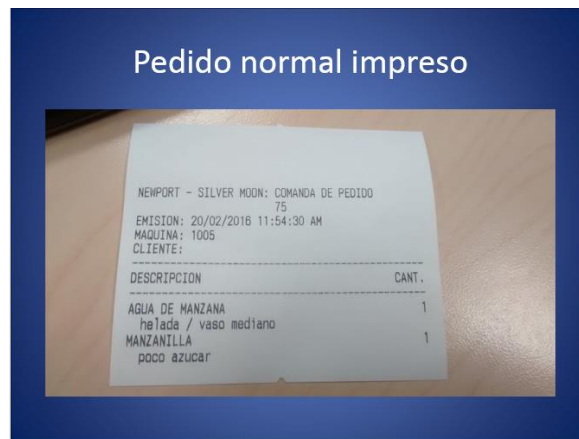 Pedido normal impreso
NEWPORT - SILVER MOON: COMANDA DE PEDIDO
75
EMISION: 20/02/2016 11:54:30 AM
MAQUINA: 1005
CLIENTE:
DESCRIPCION CANT.
AGUA DE MANZANA 1
helada / vaso mediano
MANZANILLA 1
poco azucar